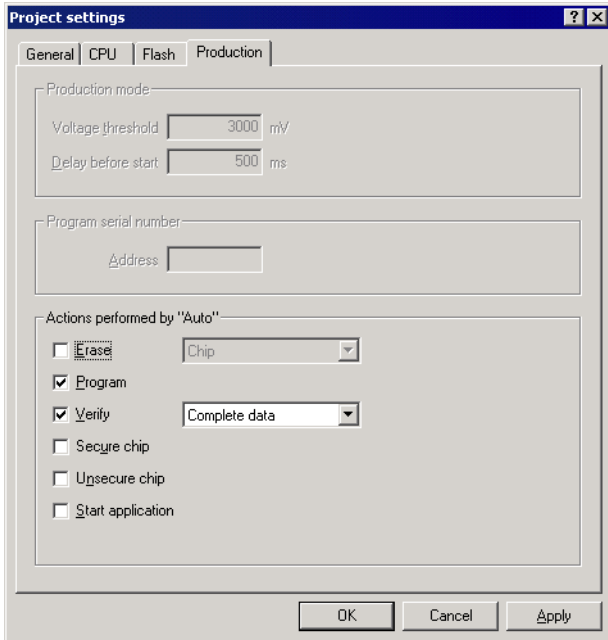 Project settings
General CPU Flash Production
Production mode
Voltage threshold 3000 mV
Delay before start 500 ms
Program serial number
Address
Actions performed by "Auto"
Erase Chip
Program
Verify Complete data
Secure chip
Unsecure chip
Start application
OK Cancel Apply